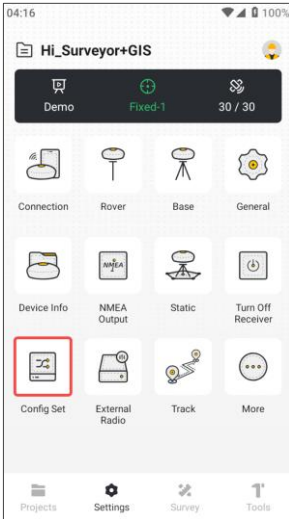 04:16
100%
Hi_Surveyor+GIS
Demo
Fixed-1
30 / 30
Connection
Rover
Base
General
Device Info
NMEA
NMEA
Output
Static
Turn Off
Receiver
Config Set
External
Radio
Track
More
Projects
Settings
Survey
Tools